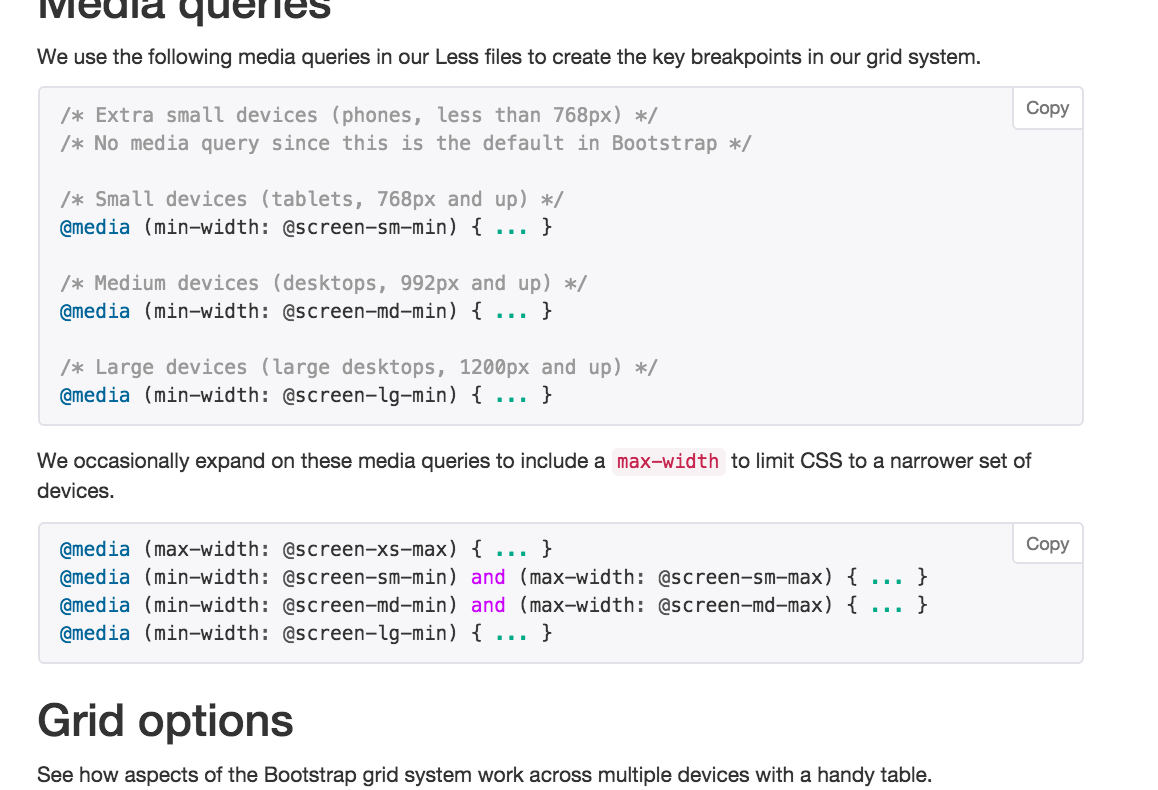 Media queries
We use the following media queries in our Less files to create the key breakpoints in our grid system.
Copy
/* Extra small devices (phones, less than 768px) */
/* No media query since this is the default in Bootstrap */
/* Small devices (tablets, 768px and up) */
@media (min-width: @screen-sm-min) { ... }
/* Medium devices (desktops, 992px and up) */
@media (min-width: @screen-md-min) { ... }
/* Large devices (large desktops, 1200px and up) */
@media (min-width: @screen-lg-min) { ... }
We occasionally expand on these media queries to include a max-width to limit CSS to a narrower set of
devices.
Copy
@media (max-width: @screen-xs-max) { ... }
@media (min-width: @screen-sm-min) and (max-width: @screen-sm-max) { ... }
@media (min-width: @screen-md-min) and (max-width: @screen-md-max) { ... }
@media (min-width: @screen-lg-min) { ... }
Grid options
See how aspects of the Bootstrap grid system work across multiple devices with a handy table.